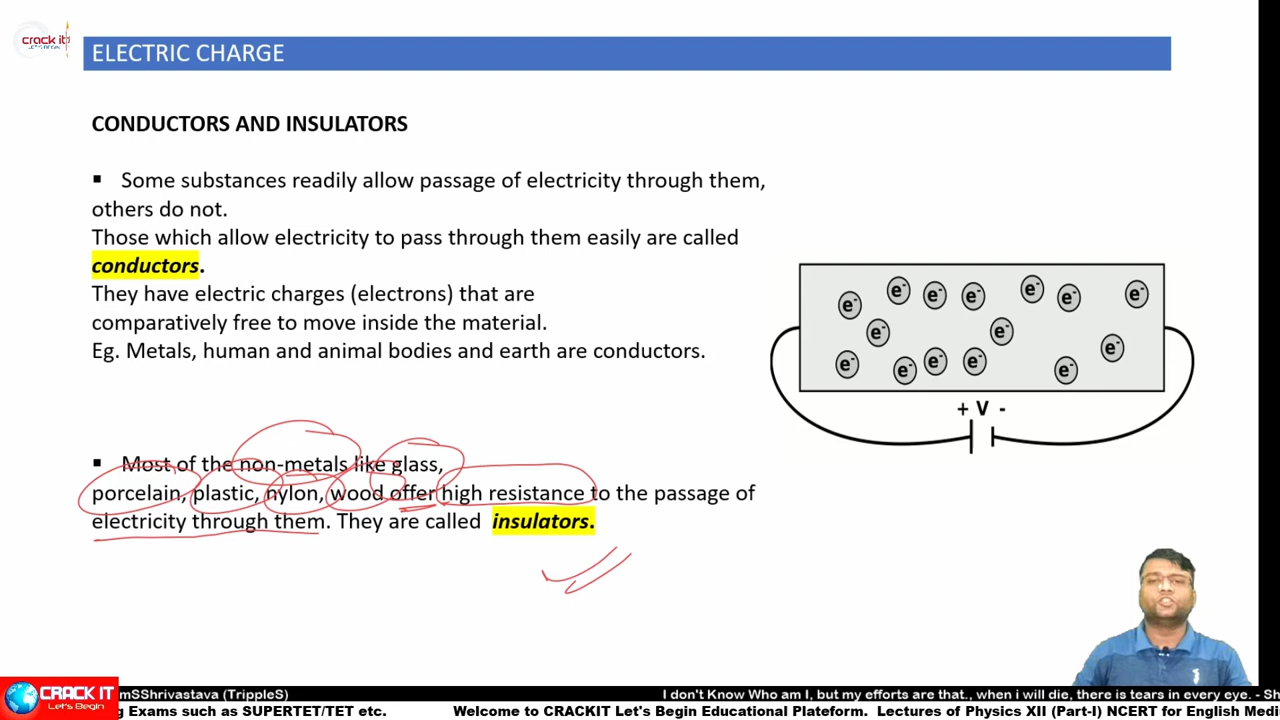 crack it
LET'S BEGIN
ELECTRIC CHARGE
CONDUCTORS AND INSULATORS
▪ Some substances readily allow passage of electricity through them,
others do not.
Those which allow electricity to pass through them easily are called
conductors.
They have electric charges (electrons) that are
comparatively free to move inside the material.
Eg. Metals, human and animal bodies and earth are conductors.
e- e- e- e- e- e- e-
e- e- e-
e- e- e- e- e-
+ V -
▪ Most of the non-metals like glass,
porcelain, plastic, nylon, wood offer high resistance to the passage of
electricity through them. They are called insulators.
CRACK IT
Let's Begin
mSShrivastava (TrippleS) I don't Know Who am I, but my efforts are that., when i will die, there is tears in every eye. - Sh
g Exams such as SUPERTET/TET etc. Welcome to CRACKIT Let's Begin Educational Plateform. Lectures of Physics XII (Part-I) NCERT for English Medi